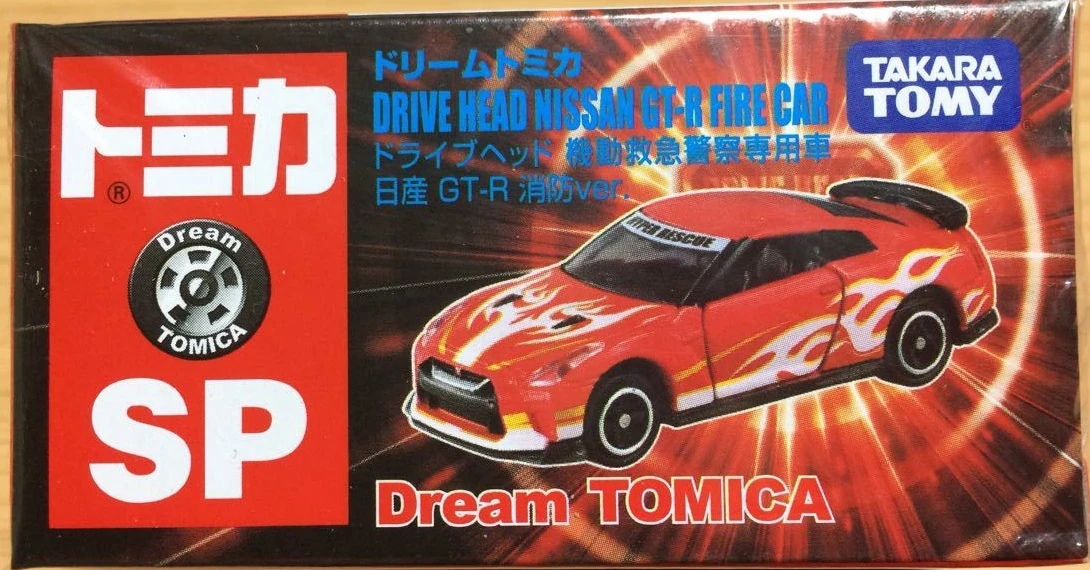 トミカ
®
Dream
TOMICA
SP
ドリームトミカ
DRIVE HEAD NISSAN GT-R FIRE CAR
ドライブヘッド 機動救急警察専用車
日産 GT-R 消防ver.
TAKARA
TOMY
HYPER RESCUE
Dream TOMICA